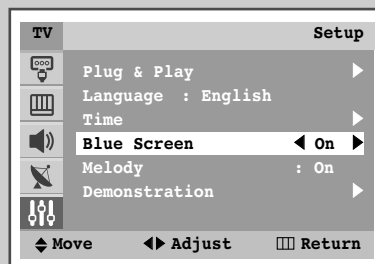 TV Setup
Plug & Play
Language : English
Time
Blue Screen On
Melody : On
Demonstration
Move Adjust Return